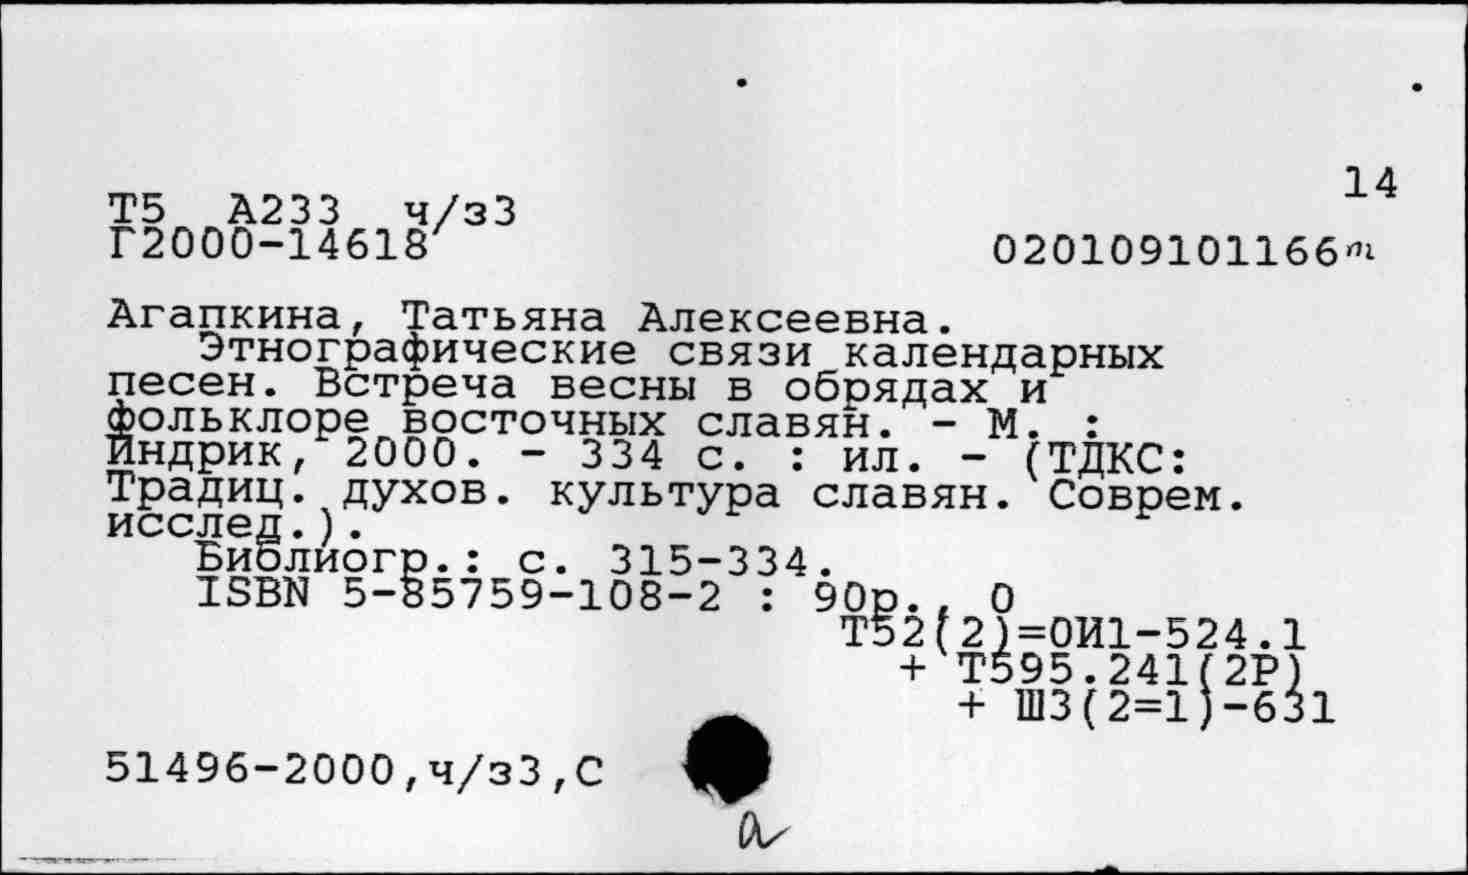 14
Т5 А233 ч/з3
Г2000-14618
020109101166т
Агапкина, Татьяна Алексеевна.
Этнографические связи календарных
песен. Встреча весны в обрядах и
фольклоре восточных славян. - М. :
Индрик, 2000. - 334 с. : ил. - (ТДКС:
Традиц. духов. культура славян. Соврем.
исслед.).
Библиогр.: с. 315-334.
ISBN 5-85759-108-2 : 90р., 0
Т52(2)=0И1-524.1
+ Т595.241(2Р)
+ Ш3(2=1)-631
51496-2000,ч/з3,С